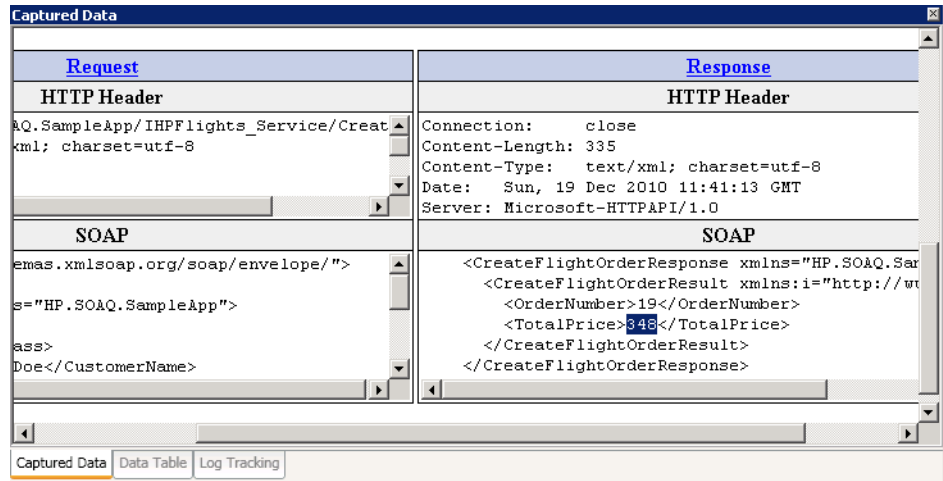 Captured Data
Request
HTTP Header
AQ.SampleApp/IHPFlights_Service/Creat
xml; charset=utf-8
SOAP
emas.xmlsoap.org/soap/envelope/">
s="HP.SOAQ.SampleApp">
ass>
Doe</CustomerName>
Response
HTTP Header
Connection: close
Content-Length: 335
Content-Type: text/xml; charset=utf-8
Date: Sun, 19 Dec 2010 11:41:13 GMT
Server: Microsoft-HTTPAPI/1.0
SOAP
<CreateFlightOrderResponse xmlns="HP.SOAQ.Sam
<CreateFlightOrderResult xmlns:i="http://ww
<OrderNumber>19</OrderNumber>
<TotalPrice>348</TotalPrice>
</CreateFlightOrderResult>
</CreateFlightOrderResponse>
Captured Data Data Table Log Tracking